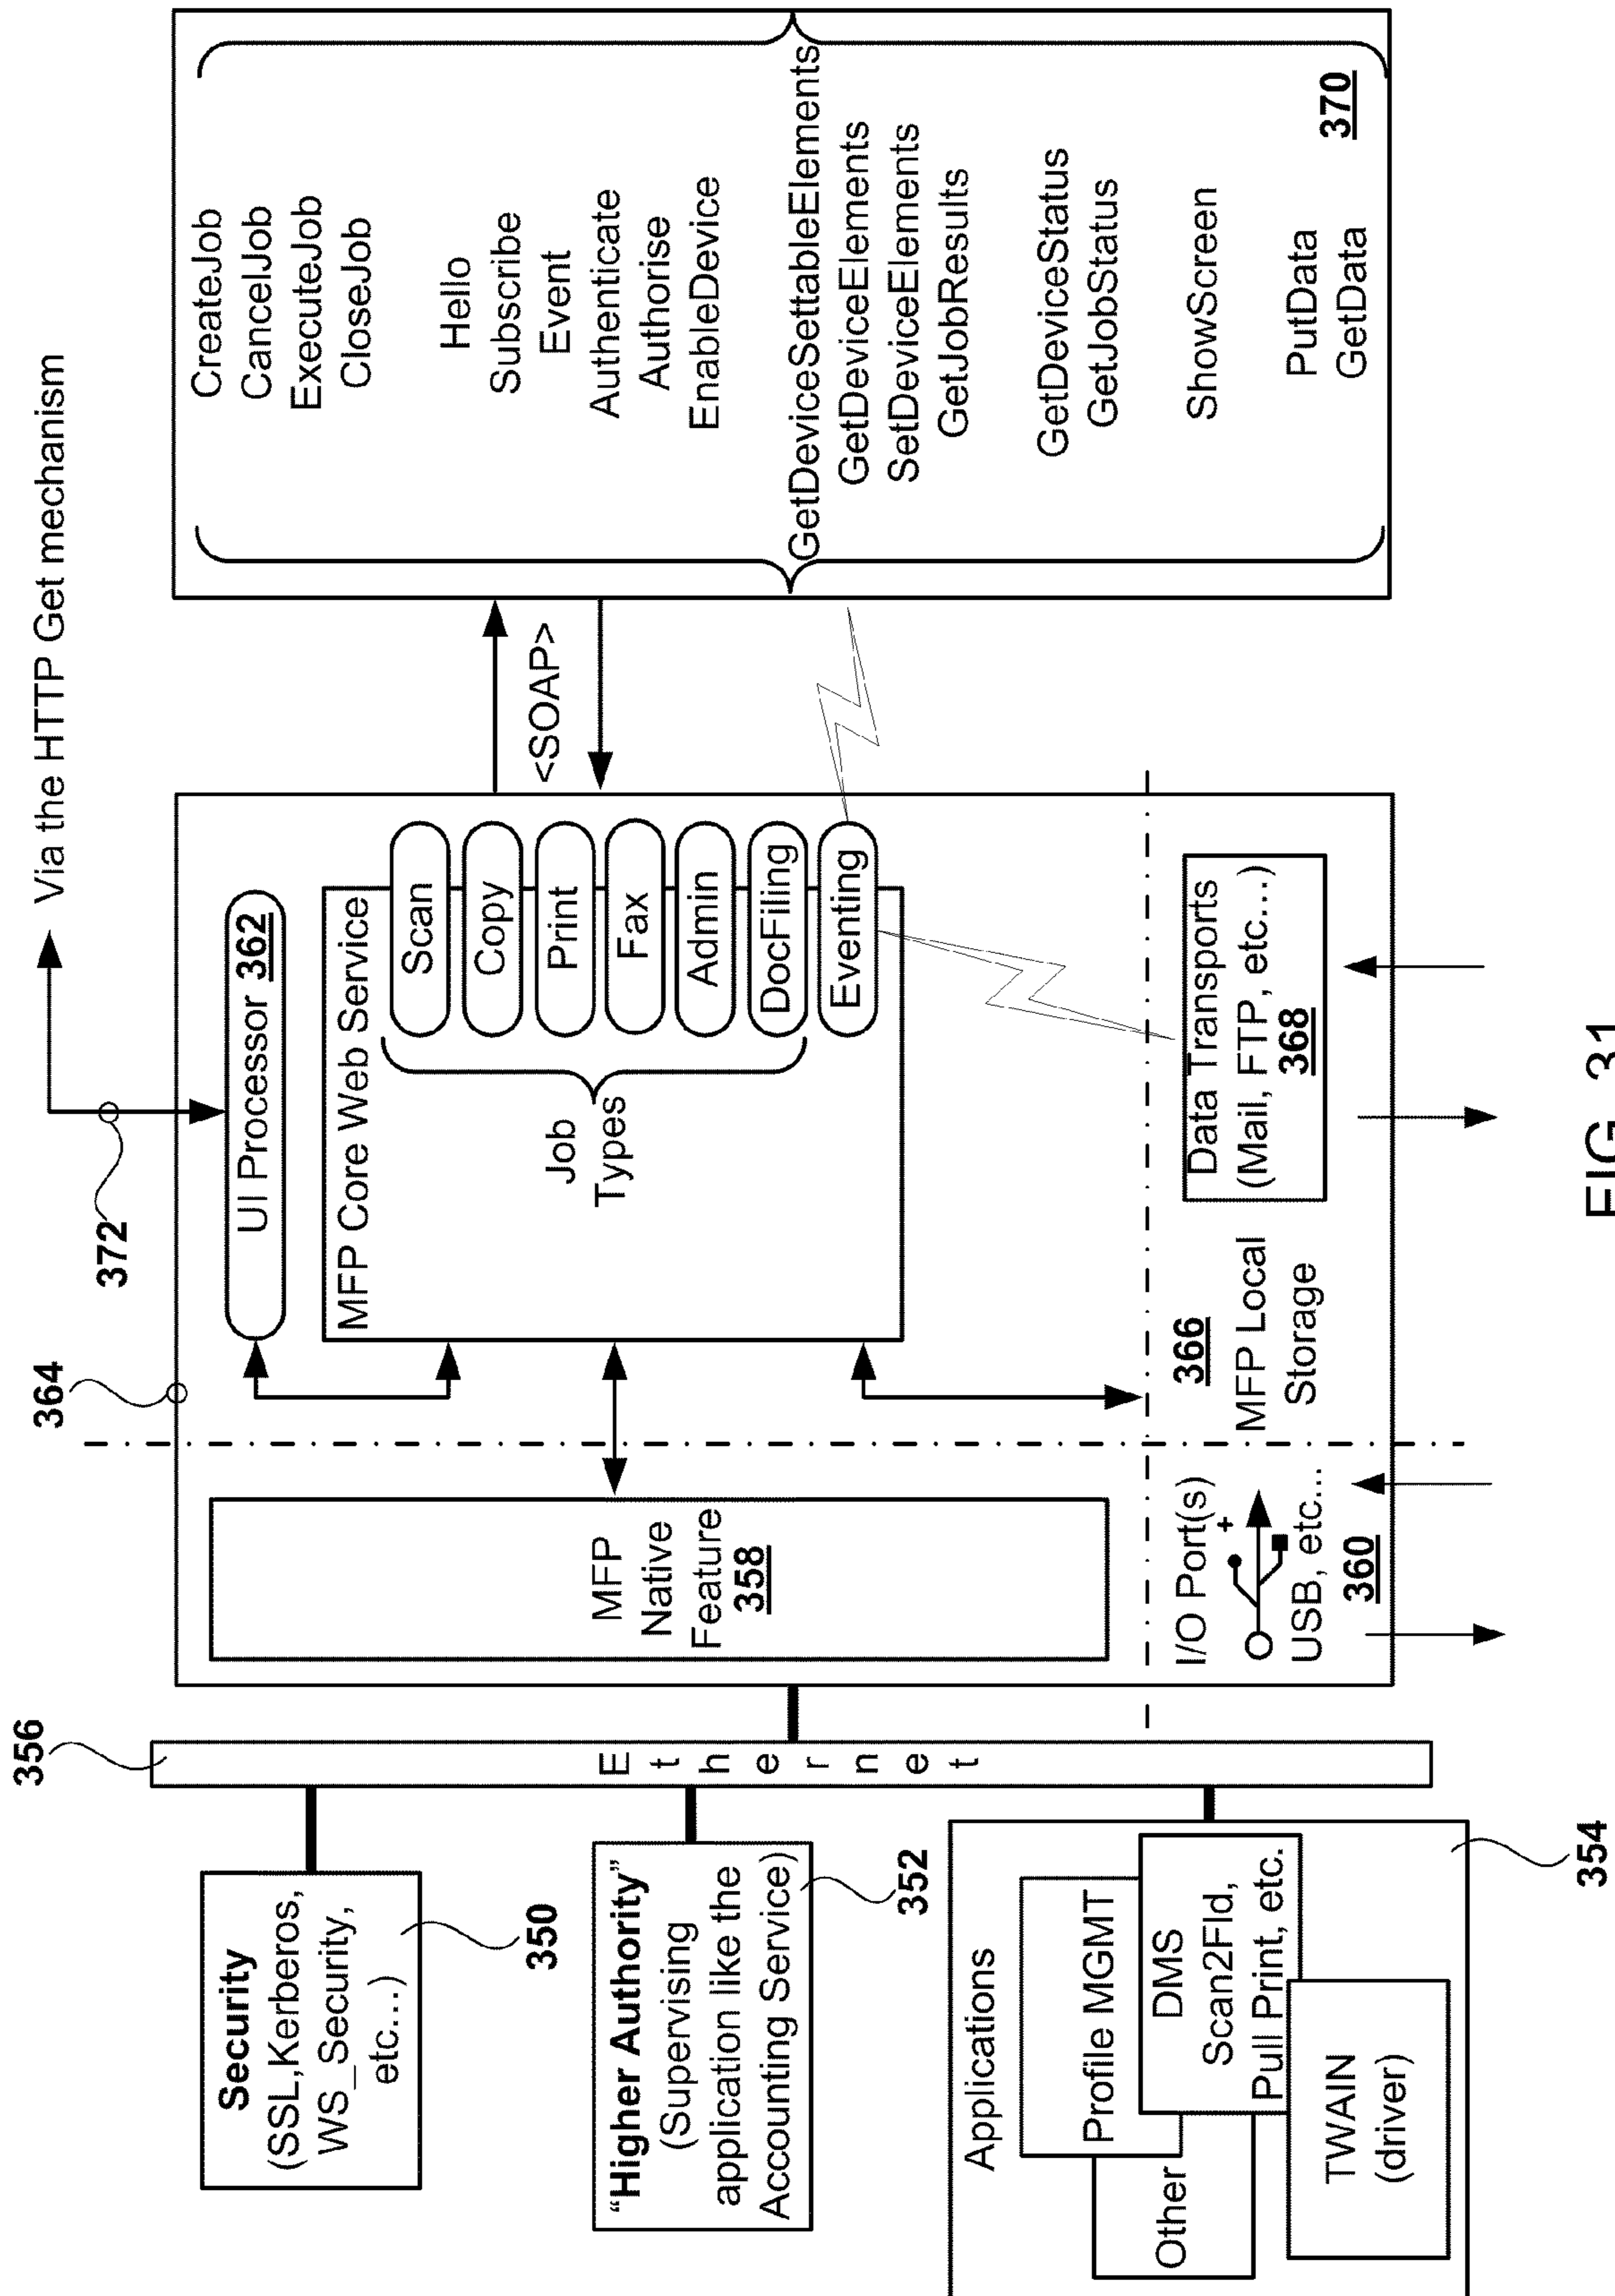 Via the HTTP Get mechanism
372
364
356
Security
(SSL,Kerberos,
WS_Security,
etc...)
350
"Higher Authority"
(Supervising
application like the
Accounting Service)
352
Applications
Profile MGMT
Other
DMS
Scan2Fld,
Pull Print, etc.
TWAIN
(driver)
354
Ethernet
MFP
Native
Feature
358
I/O Port(s)
+
USB, etc...
360
UI Processor 362
MFP Core Web Service
Job
Types
Scan
Copy
Print
Fax
Admin
DocFiling
Eventing
366
MFP Local
Storage
Data Transports
(Mail, FTP, etc...)
368
<SOAP>
CreateJob
CancelJob
ExecuteJob
CloseJob
Hello
Subscribe
Event
Authenticate
Authorise
EnableDevice
GetDeviceSettableElements
GetDeviceElements
SetDeviceElements
GetJobResults
GetDeviceStatus
GetJobStatus
ShowScreen
PutData
GetData
370
FIG. 31